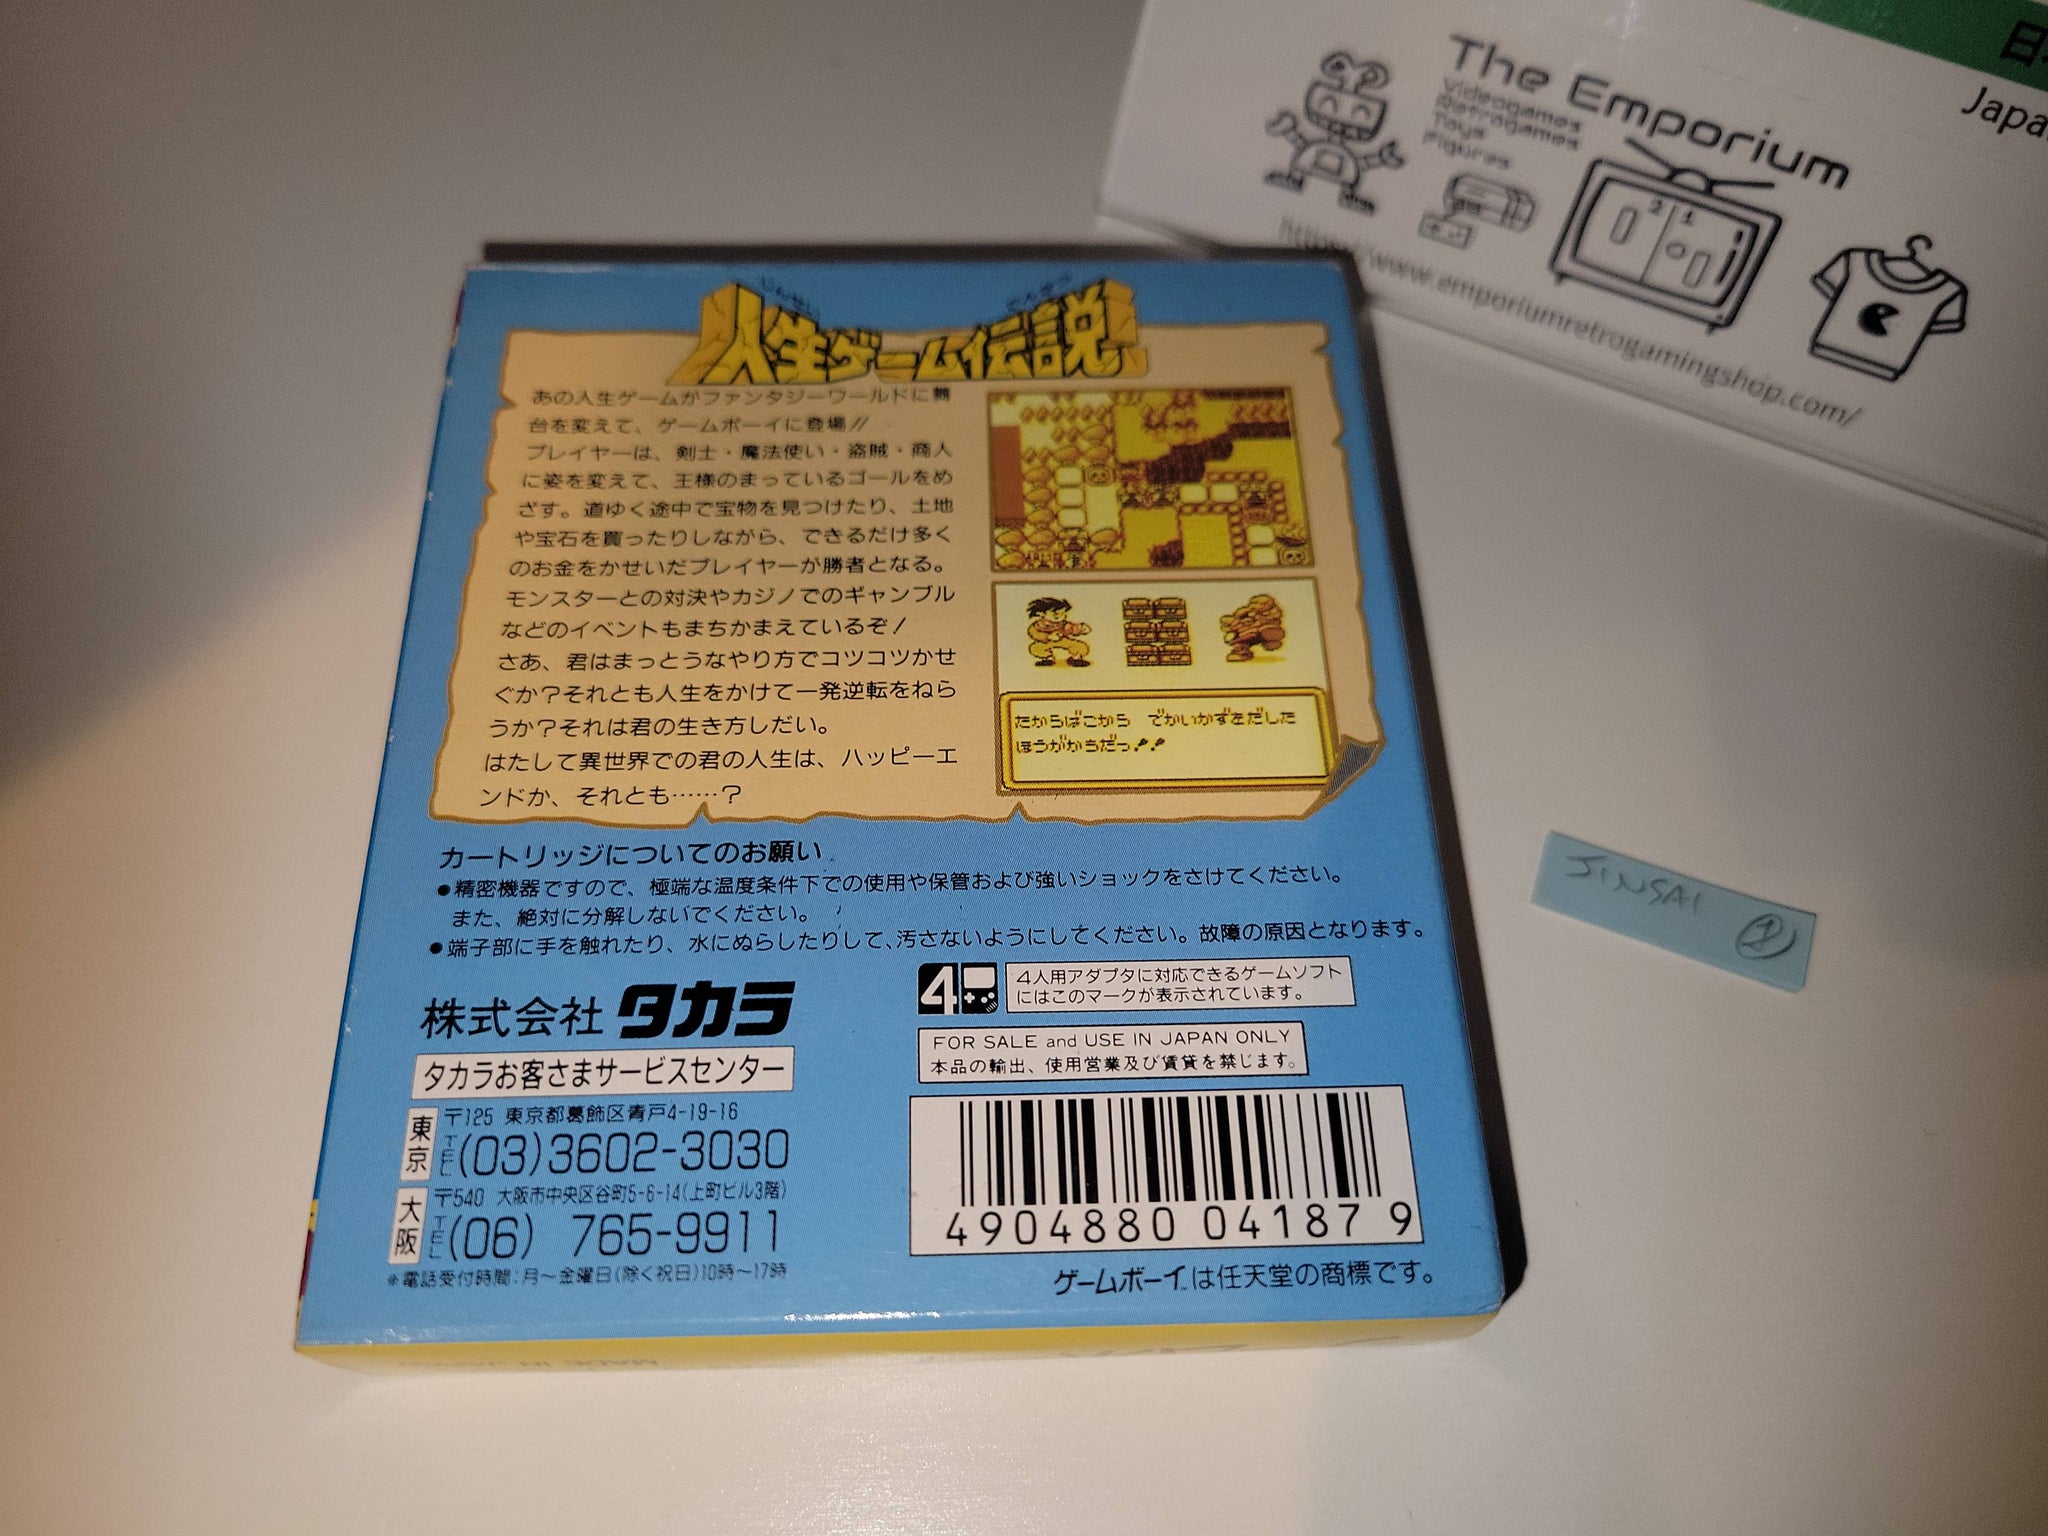 The Emporium
Videogames
Retrogames
Toys
Figures
2 1
https://www.emporiumretrogamingshop.com/
日
Japa
じんせい でんせつ
人生ゲーム伝説
あの人生ゲームがファンタジーワールドに舞
台を変えて、ゲームボーイに登場!!
プレイヤーは、剣士・魔法使い・盗賊・商人
に姿を変えて、王様のまっているゴールをめ
ざす。道ゆく途中で宝物を見つけたり、土地
や宝石を買ったりしながら、できるだけ多く
のお金をかせいだプレイヤーが勝者となる。
モンスターとの対決やカジノでのギャンブル
などのイベントもまちかまえているぞ!
さあ、君はまっとうなやり方でコツコツかせ
ぐか?それとも人生をかけて一発逆転をねら
うか?それは君の生き方しだい。
はたして異世界での君の人生は、ハッピーエ
ンドか、それとも……?
たからばこから でかいかずをだした
ほうがかちだっ!!
カートリッジについてのお願い
●精密機器ですので、極端な温度条件下での使用や保管および強いショックをさけてください。
また、絶対に分解しないでください。
●端子部に手を触れたり、水にぬらしたりして、汚さないようにしてください。故障の原因となります。
株式会社 タカラ
タカラお客さまサービスセンター
東京
〒125 東京都葛飾区青戸4-19-16
TEL(03)3602-3030
大阪
〒540 大阪市中央区谷町5-6-14(上町ビル3階)
TEL(06) 765-9911
※電話受付時間:月〜金曜日(除く祝日)10時〜17時
4
4人用アダプタに対応できるゲームソフト
にはこのマークが表示されています。
FOR SALE and USE IN JAPAN ONLY
本品の輸出、使用営業及び賃貸を禁じます。
4904880 04187 9
ゲームボーイは任天堂の商標です。
MADE IN JAPAN
JINSAI 1